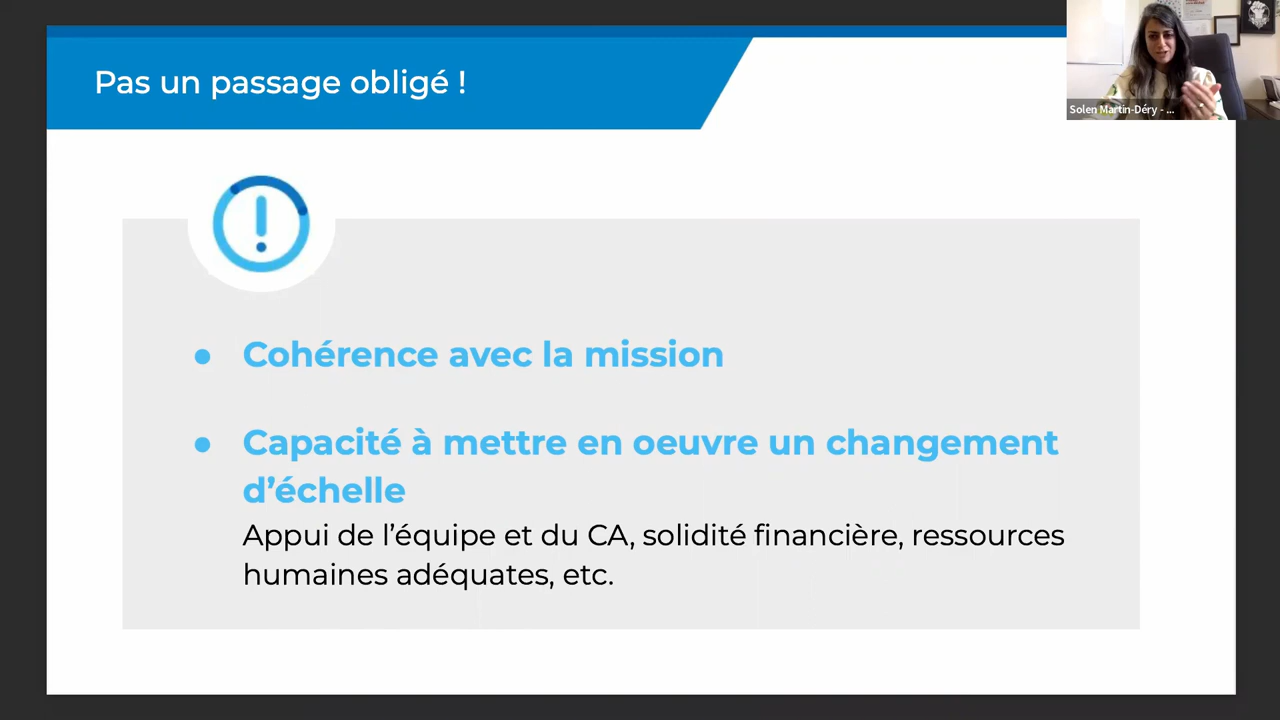 Pas un passage obligé !
Solen Martin-Déry - ...
● Cohérence avec la mission
● Capacité à mettre en oeuvre un changement
d’échelle
Appui de l’équipe et du CA, solidité financière, ressources
humaines adéquates, etc.